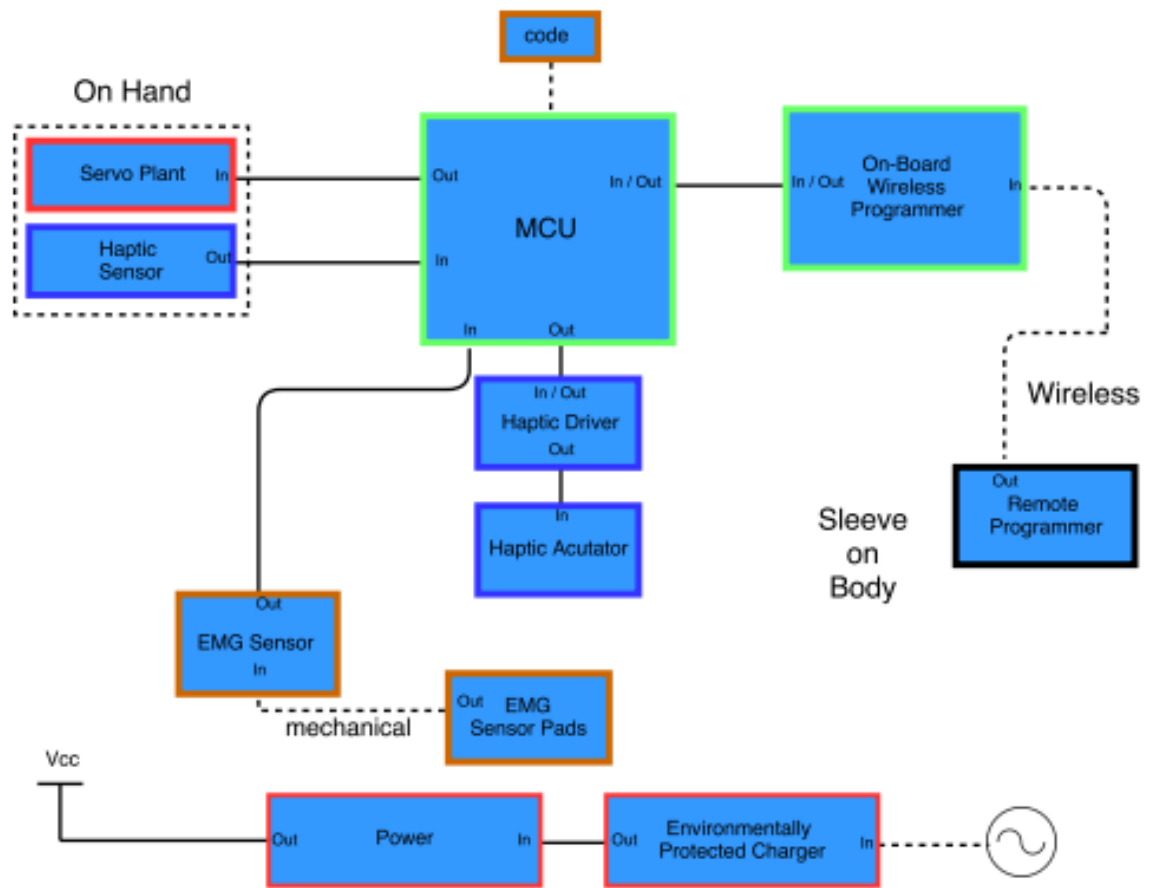 code
On Hand
Servo Plant
In
Haptic
Sensor
Out
Out
In
MCU
In / Out
In
Out
In / Out
On-Board
Wireless
Programmer
In
In / Out
Haptic Driver
Out
In
Haptic Acutator
Wireless
Out
Remote
Programmer
Sleeve
on
Body
Out
EMG Sensor
In
mechanical
Out
EMG
Sensor Pads
Vcc
Out
Power
In
Out
Environmentally
Protected Charger
In